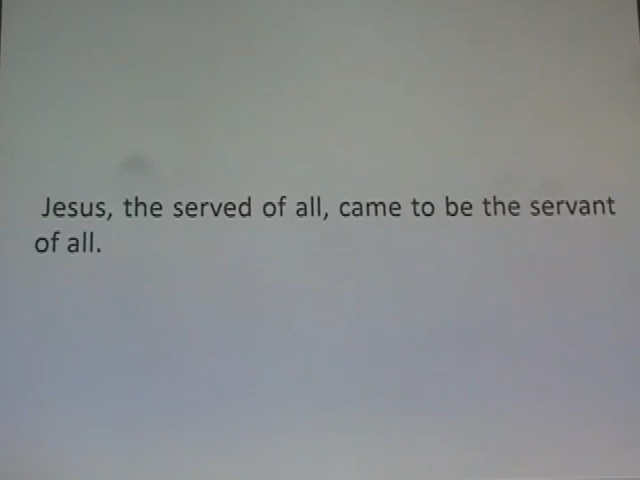 Jesus, the served of all, came to be the servant
of all.